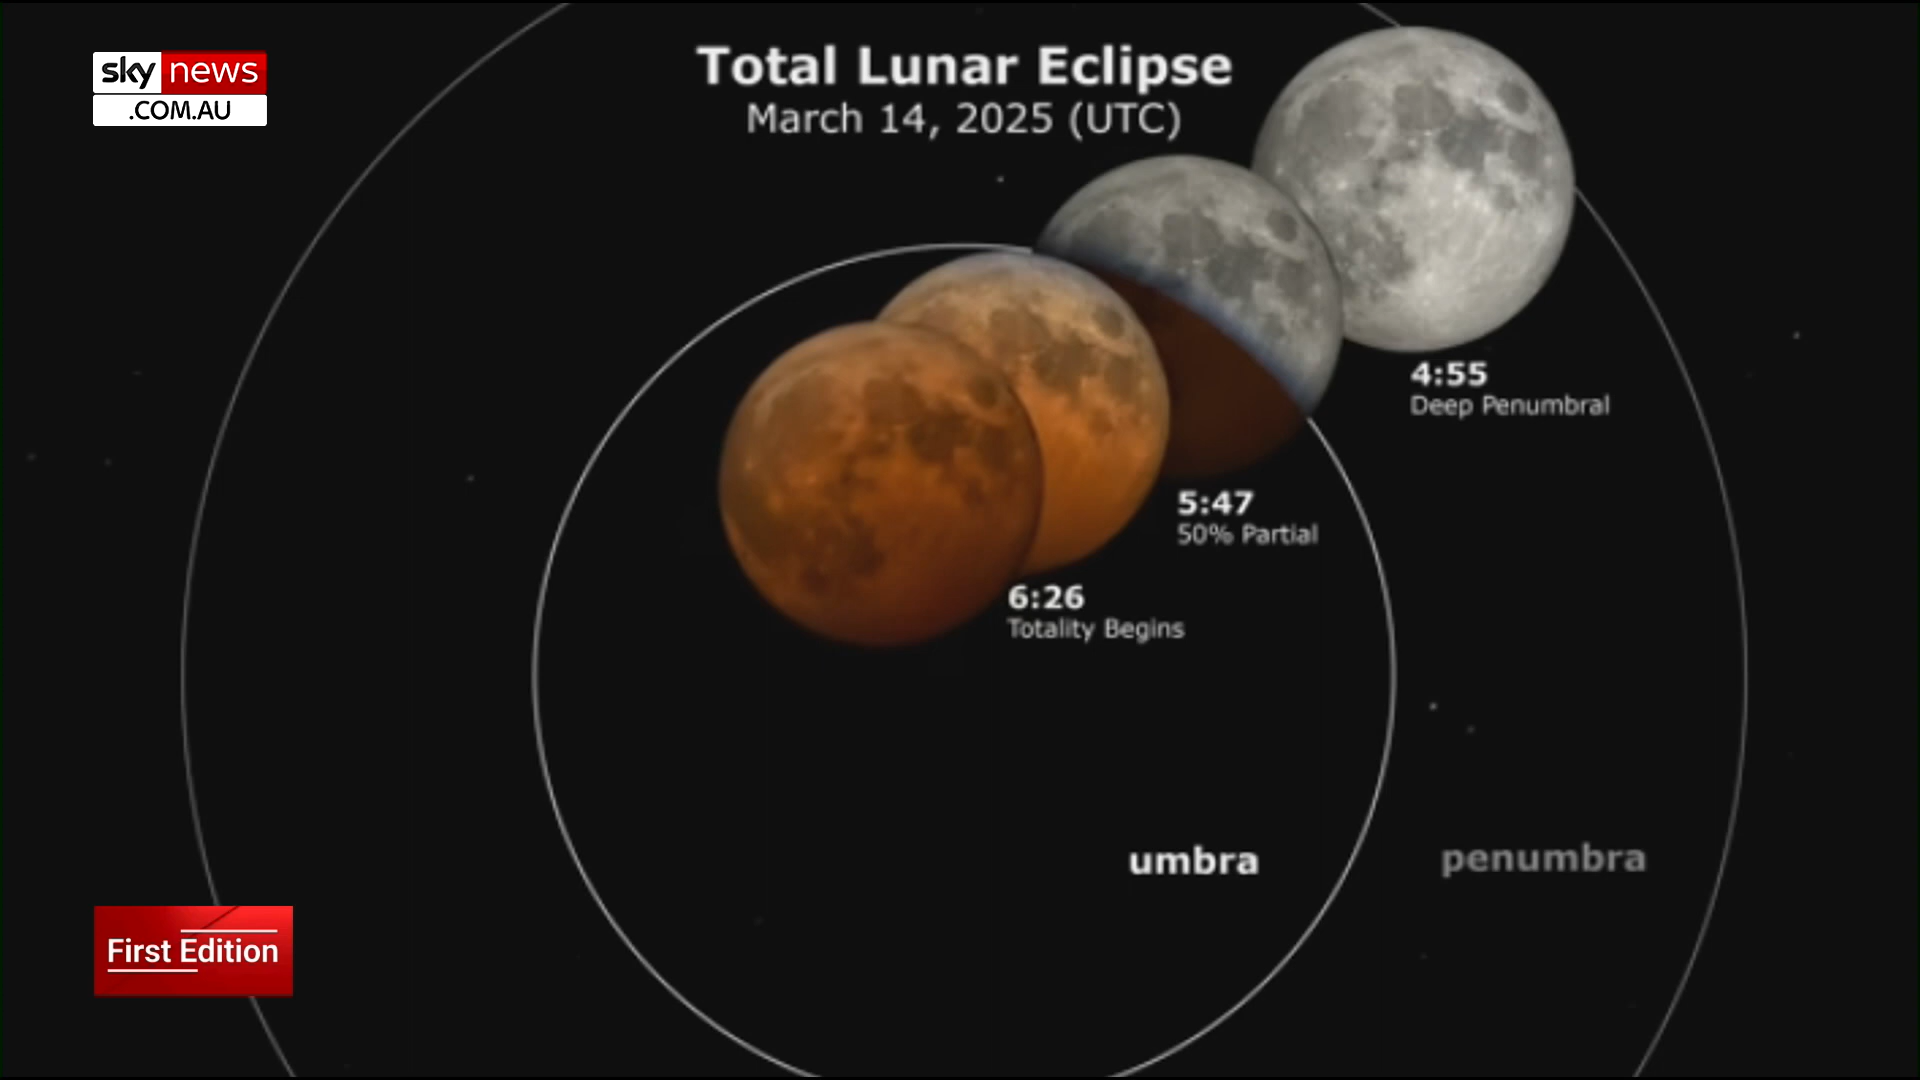 sky news
.COM.AU
Total Lunar Eclipse
March 14, 2025 (UTC)
4:55
Deep Penumbral
5:47
50% Partial
6:26
Totality Begins
umbra
penumbra
First Edition